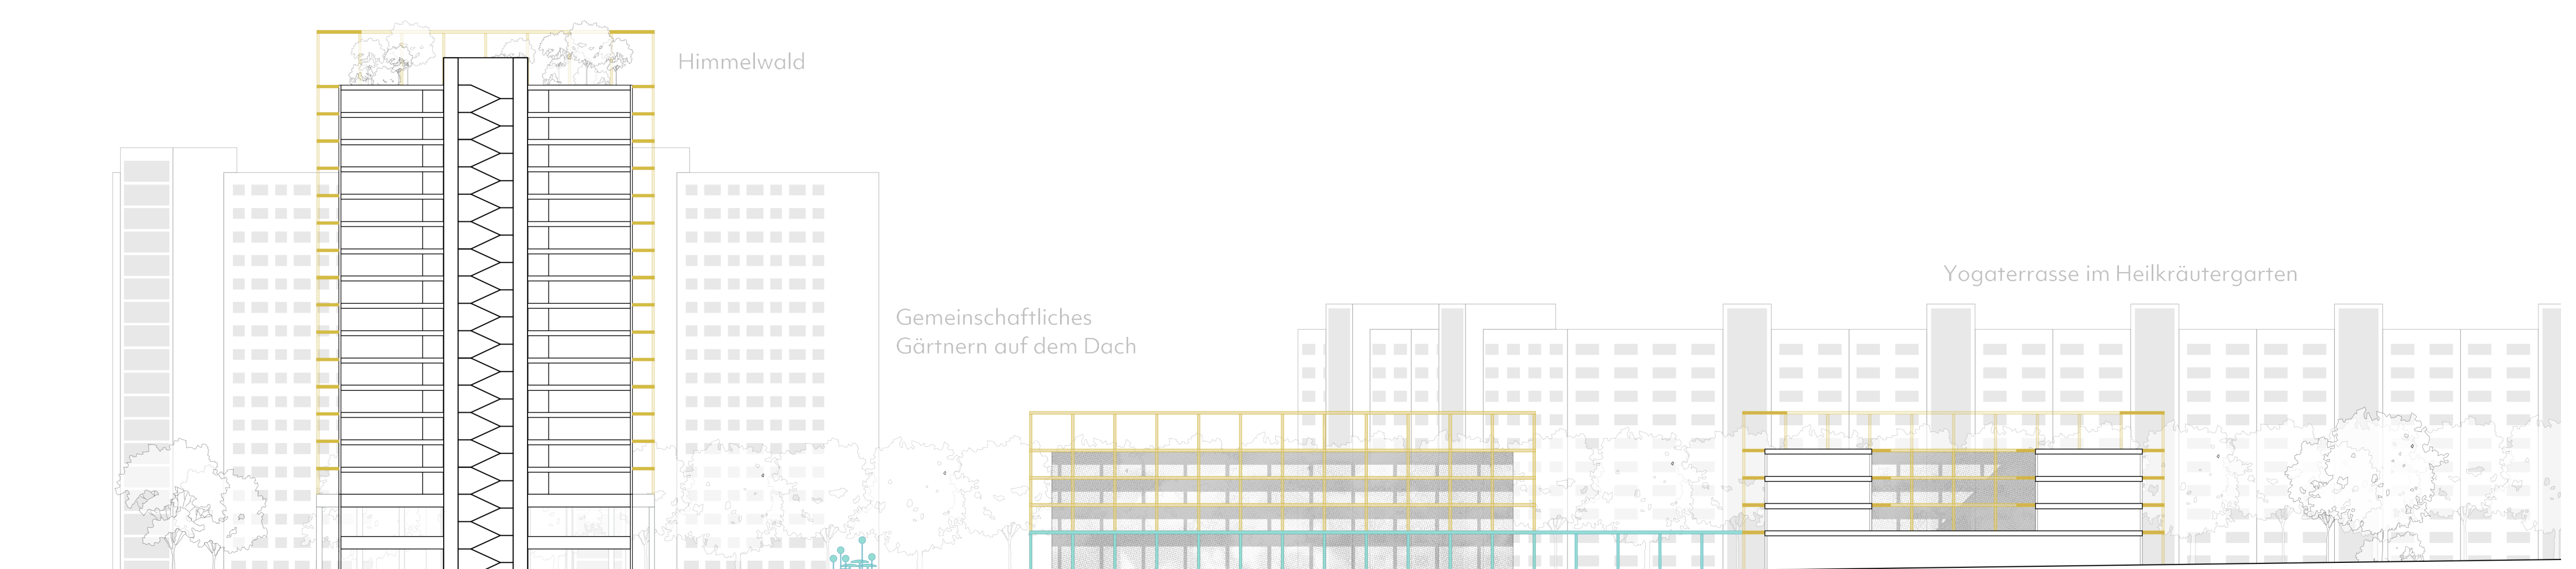 Himmelwald
Gemeinschaftliches
Gärtnern auf dem Dach
Yogaterrasse im Heilkräutergarten